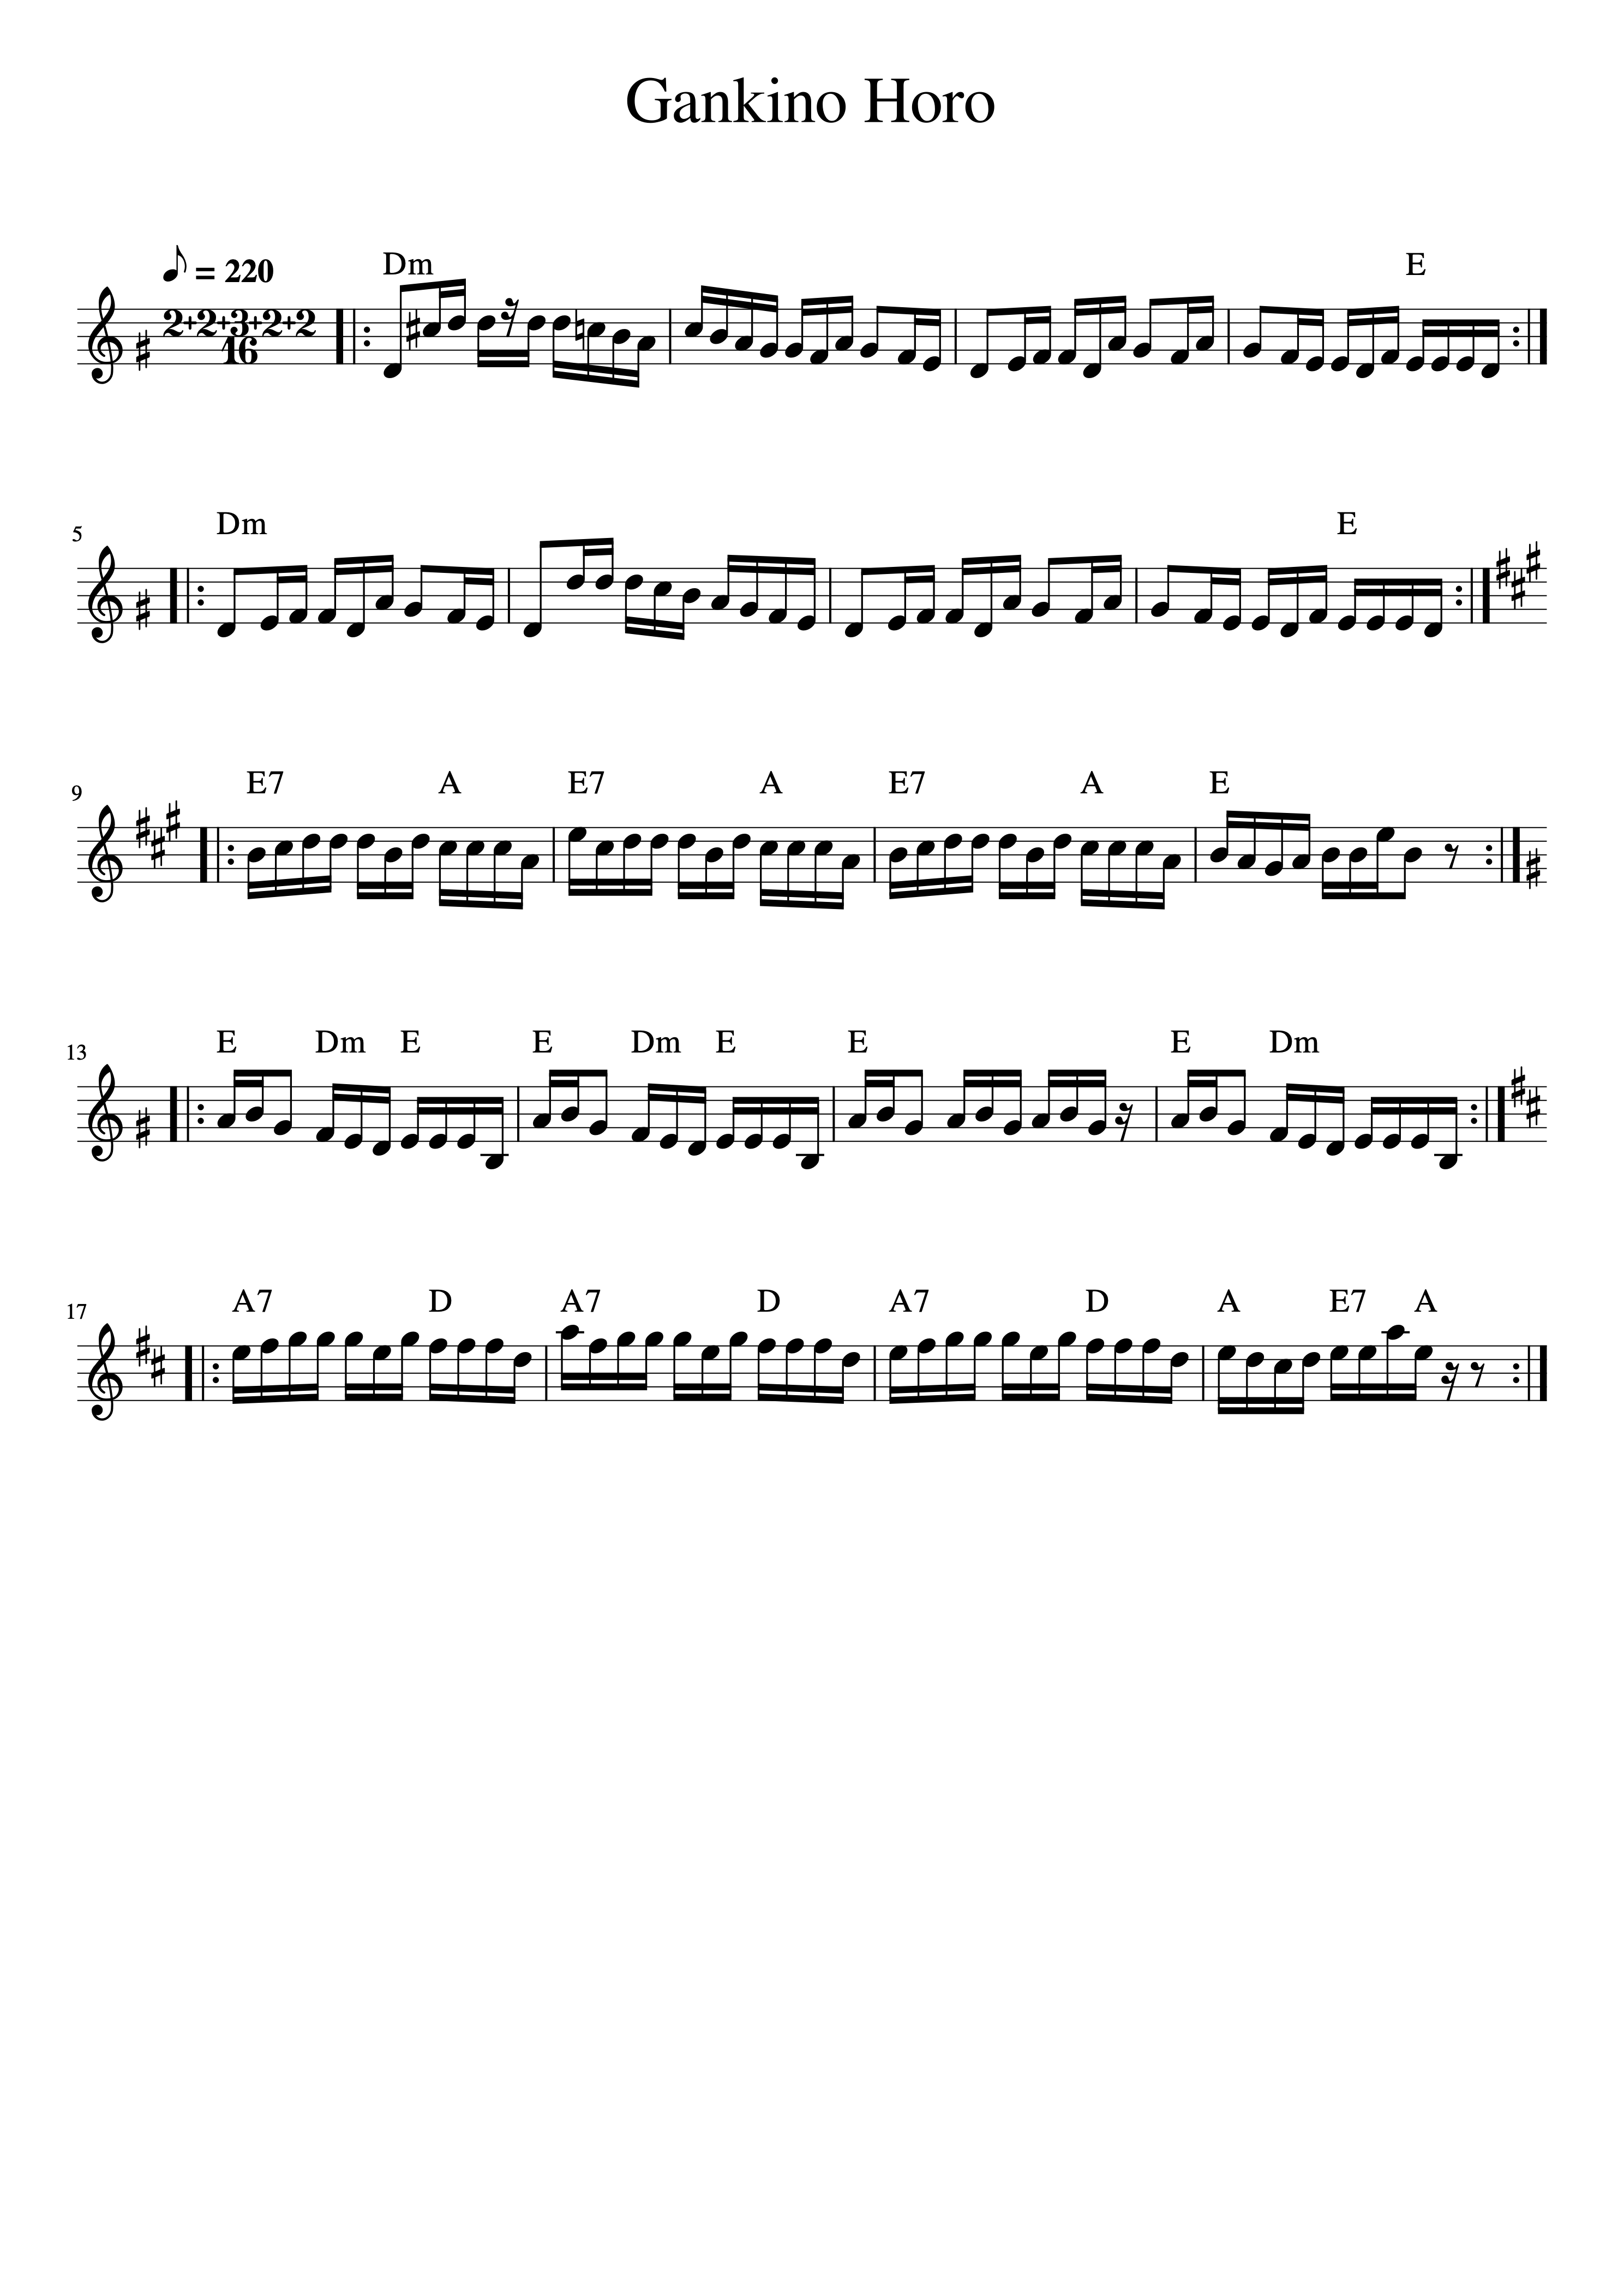 Gankino Horo
= 220
2+2+3+2+2
16
Dm E
5
Dm E
9
E7 A E7 A E7 A E
13
E Dm E E Dm E E E Dm
17
A7 D A7 D A7 D A E7 A